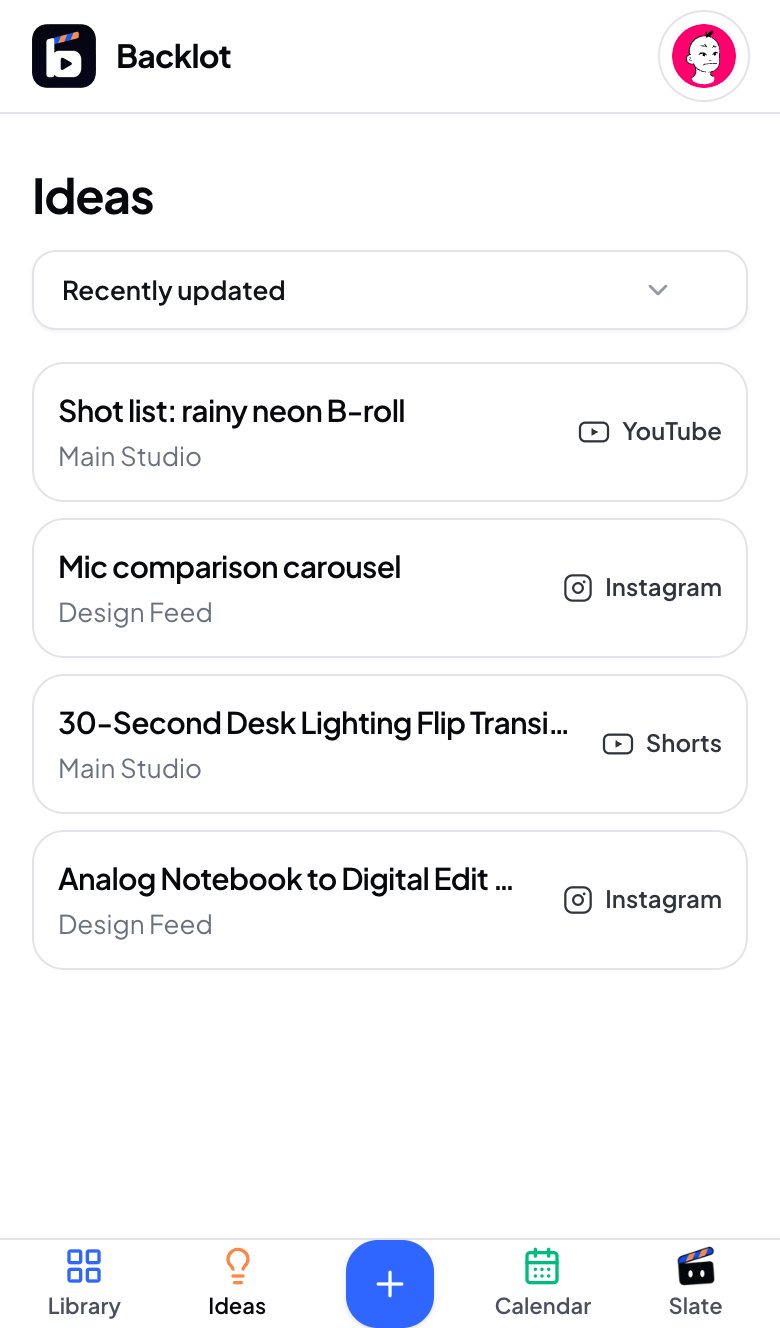 Backlot
Ideas
Recently updated
Shot list: rainy neon B-roll
Main Studio
YouTube
Mic comparison carousel
Design Feed
Instagram
30-Second Desk Lighting Flip Transi...
Main Studio
Shorts
Analog Notebook to Digital Edit ...
Design Feed
Instagram
Library
Ideas
Calendar
Slate